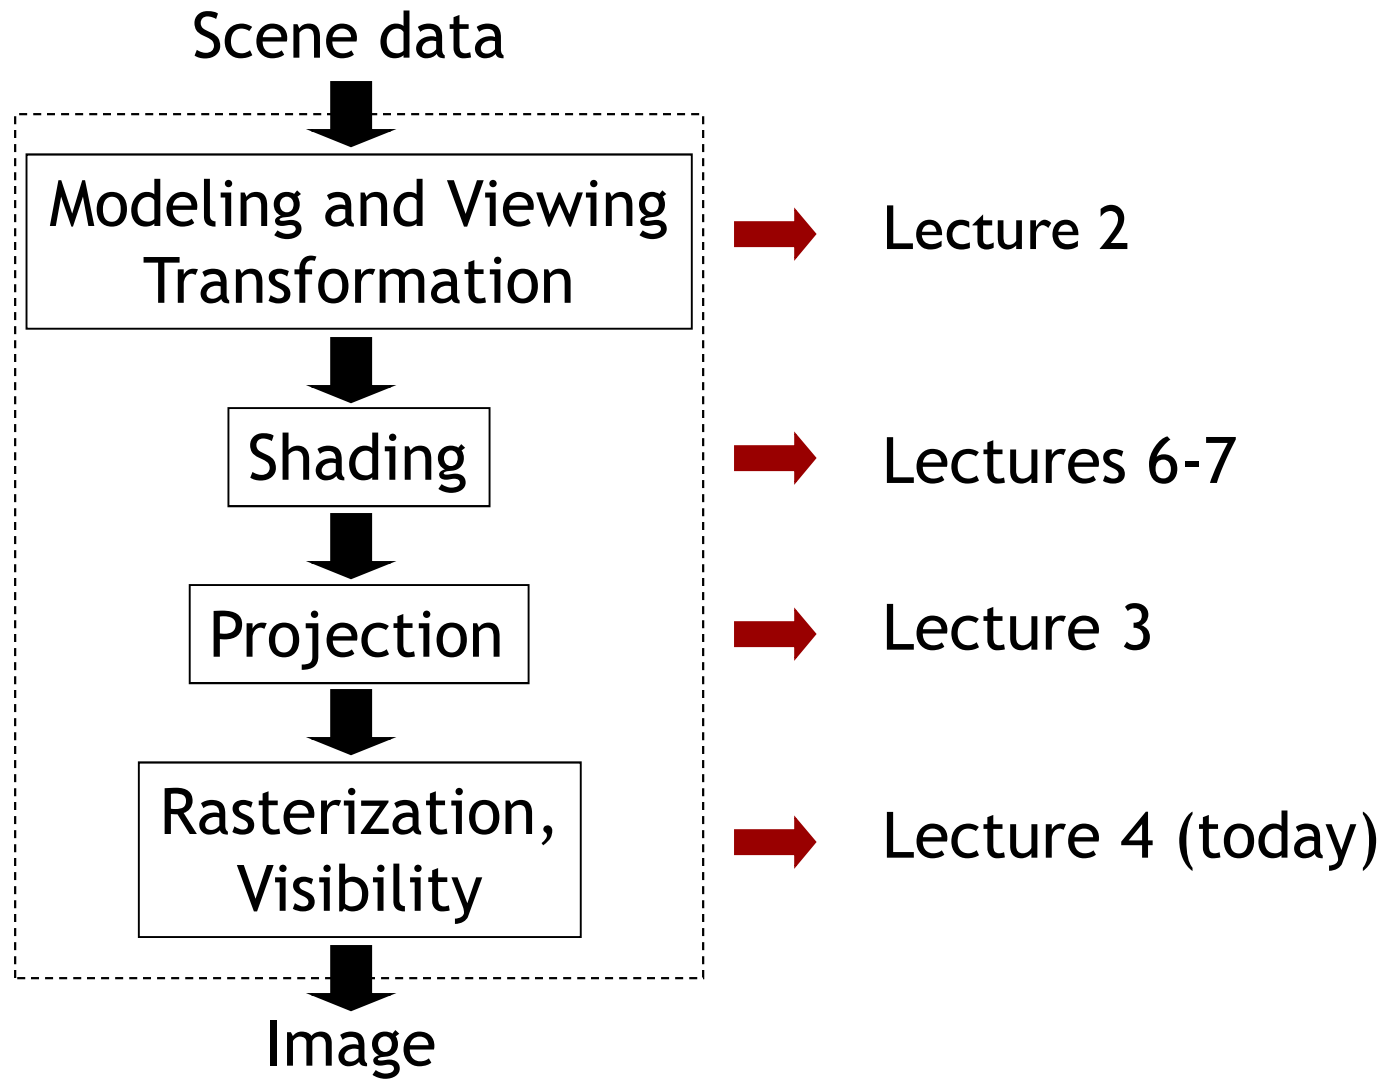 Scene data
Modeling and Viewing
Transformation
Lecture 2
Shading
Lectures 6-7
Projection
Lecture 3
Rasterization,
Visibility
Lecture 4 (today)
Image